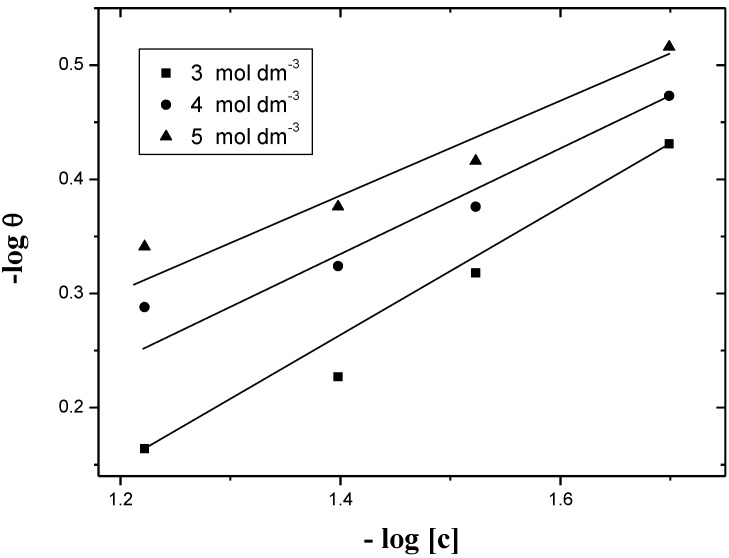 0.5
0.4
0.3
0.2
-log θ
3 mol dm⁻³
4 mol dm⁻³
5 mol dm⁻³
1.2 1.4 1.6
- log [c]